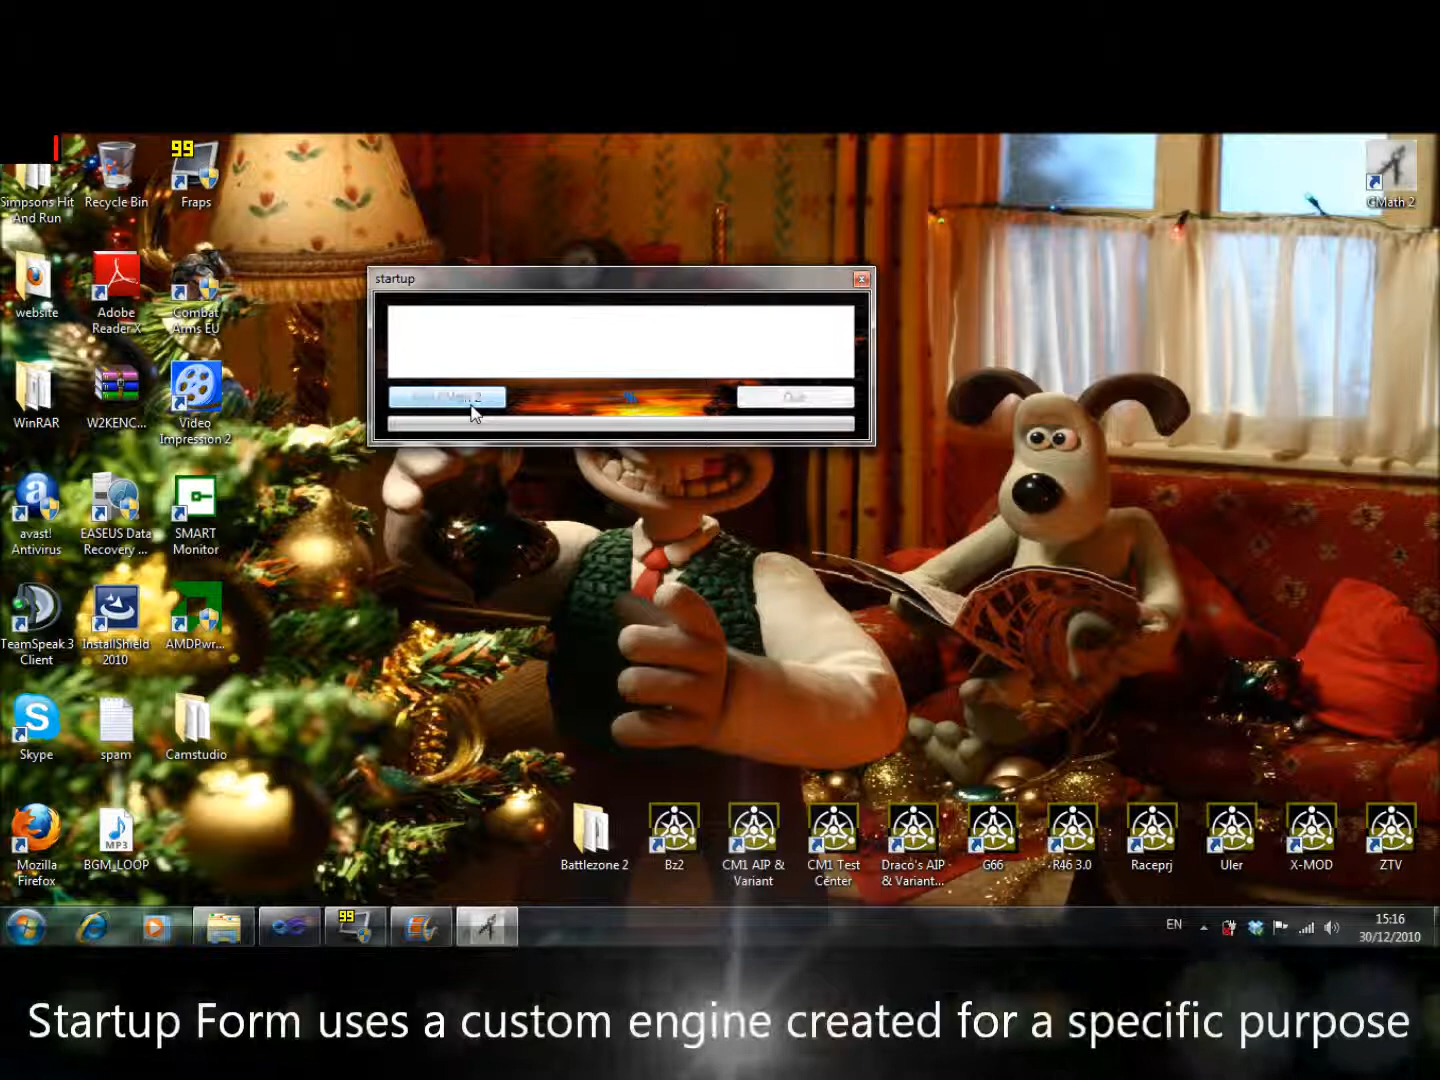 99
Simpsons Hit
And Run
Recycle Bin
Fraps
CMath 2
startup
website
Adobe
Reader X
Combat
Arms EU
2
%
Quit
WinRAR
W2KENC...
Video
Impression 2
avast!
Antivirus
EASEUS Data
Recovery ...
SMART
Monitor
TeamSpeak 3
Client
InstallShield
2010
AMDPwr...
Skype
spam
Camstudio
Mozilla
Firefox
MP3
BGM_LOOP
Battlezone 2
Bz2
CM1 AIP &
Variant
CM1 Test
Center
Draco's AIP
& Variant...
G66
R46 3.0
Raceprj
Uler
X-MOD
ZTV
99
EN
15:16
30/12/2010
Startup Form uses a custom engine created for a specific purpose